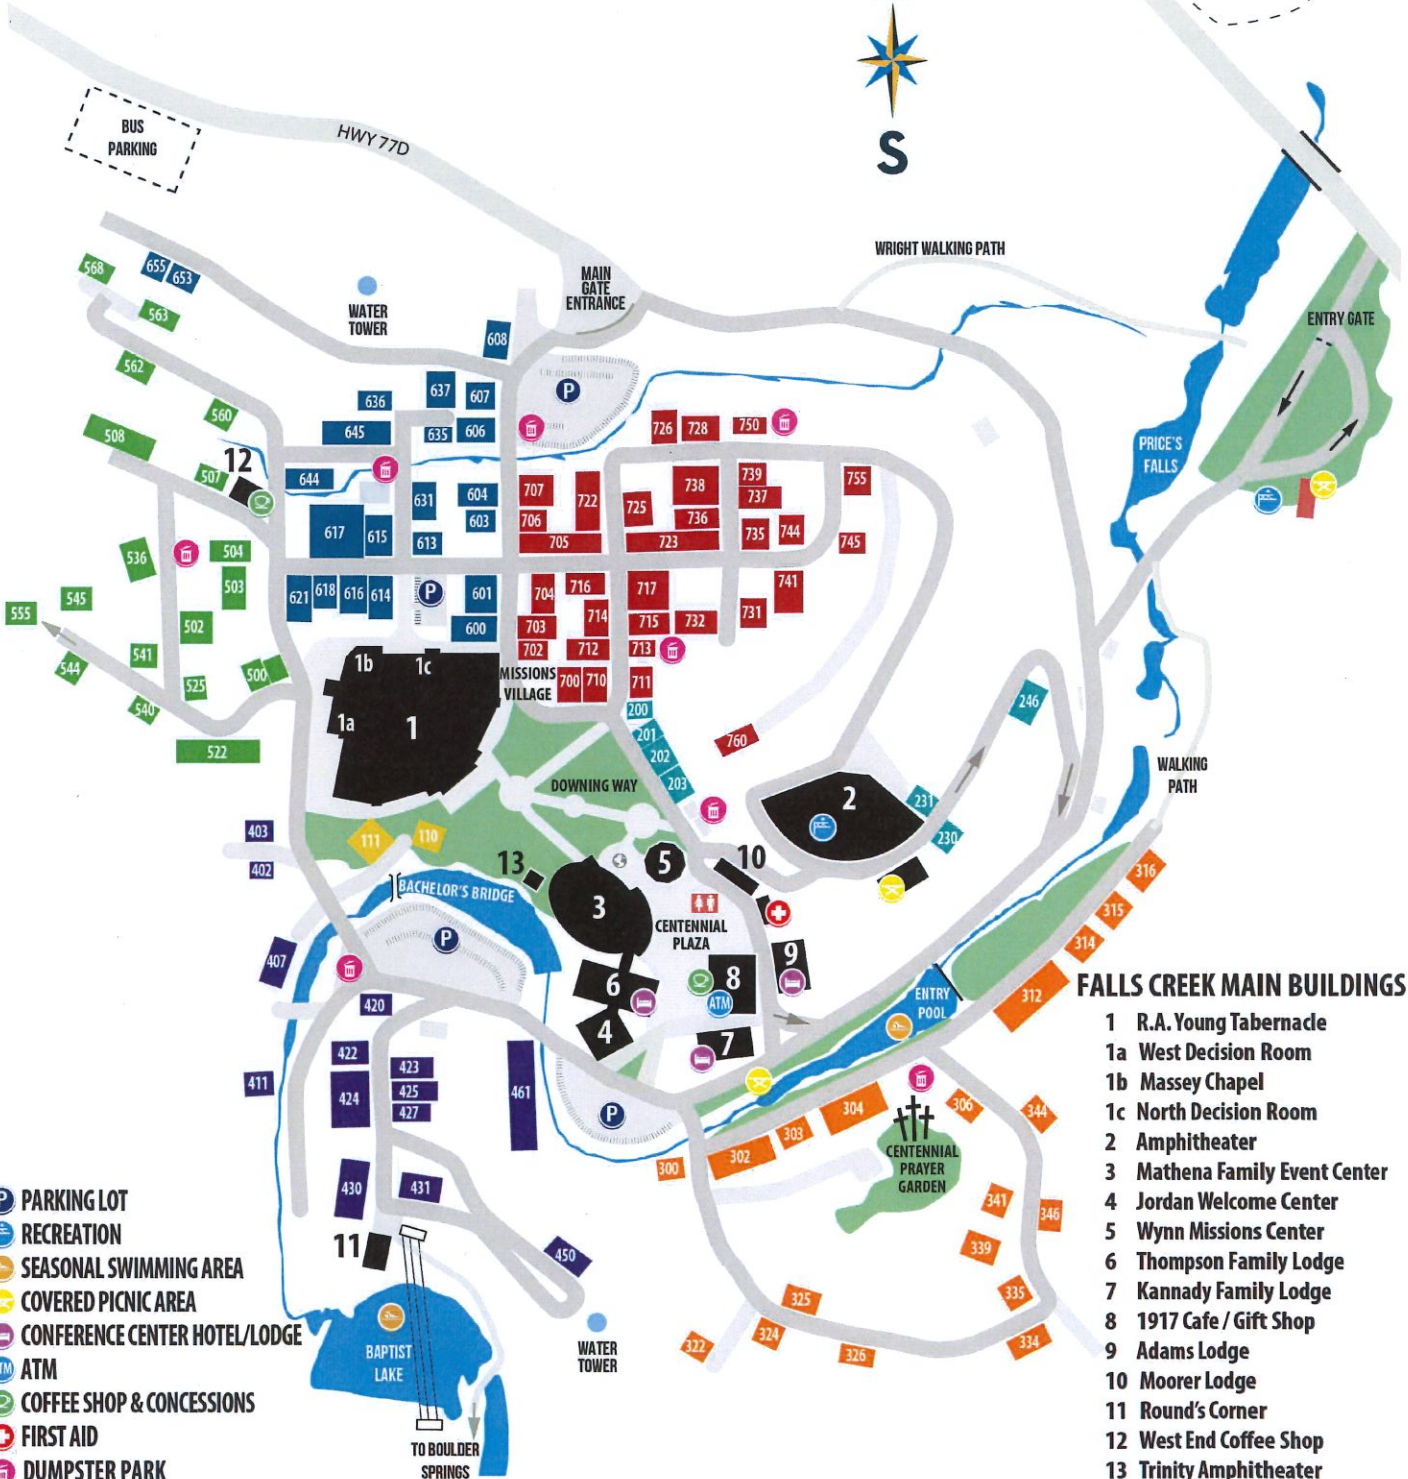 S
BUS
PARKING
HWY 77D
WRIGHT WALKING PATH
MAIN
GATE
ENTRANCE
WATER
TOWER
ENTRY GATE
568
655
653
563
608
562
636
637
607
P
560
645
635
606
726
728
750
508
PRICE'S
FALLS
12
507
644
631
604
603
707
706
722
725
738
736
739
737
755
617
615
613
705
723
735
744
745
536
504
503
621
618
616
614
P
601
600
704
716
714
703
717
715
732
741
731
555
545
502
541
544
525
500
540
522
1b
1c
1a
1
702
712
713
MISSIONS
VILLAGE
700
710
711
200
201
202
203
760
246
DOWNING WAY
2
231
230
WALKING
PATH
403
402
111
110
13
5
10
BACHELOR'S BRIDGE
3
CENTENNIAL
PLAZA
P
407
6
8
ATM
9
4
7
ENTRY
POOL
316
315
314
312
420
422
423
424
425
427
411
461
P
430
431
11
450
300
302
303
304
306
344
CENTENNIAL
PRAYER
GARDEN
341
346
339
335
325
324
322
326
334
BAPTIST
LAKE
WATER
TOWER
TO BOULDER
SPRINGS
P PARKING LOT
RECREATION
SEASONAL SWIMMING AREA
COVERED PICNIC AREA
CONFERENCE CENTER HOTEL/LODGE
ATM
COFFEE SHOP & CONCESSIONS
FIRST AID
DUMPSTER PARK
FALLS CREEK MAIN BUILDINGS
1 R.A. Young Tabernacle
1a West Decision Room
1b Massey Chapel
1c North Decision Room
2 Amphitheater
3 Mathena Family Event Center
4 Jordan Welcome Center
5 Wynn Missions Center
6 Thompson Family Lodge
7 Kannady Family Lodge
8 1917 Cafe / Gift Shop
9 Adams Lodge
10 Moorer Lodge
11 Round's Corner
12 West End Coffee Shop
13 Trinity Amphitheater